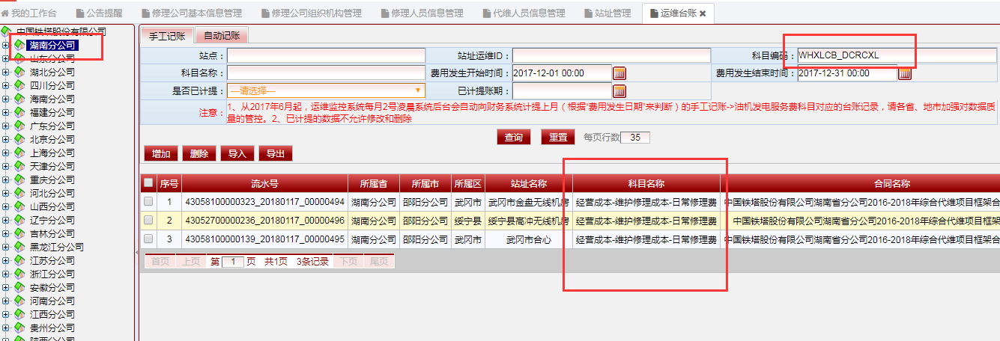 我的工作台 公告提醒 修理公司基本信息管理 修理公司组织机构管理 修理人员信息管理 代维人员信息管理 站址管理 运维台账
中国铁塔股份有限公司
湖南分公司
山东分公司
湖北分公司
四川分公司
海南分公司
福建分公司
广东分公司
北京分公司
上海分公司
天津分公司
重庆分公司
河北分公司
山西分公司
辽宁分公司
吉林分公司
黑龙江分公司
江苏分公司
浙江分公司
安徽分公司
河南分公司
江西分公司
贵州分公司
陕西分公司
手工记账 自动记账
站点： 站址运维ID： 科目编码： WHXLCB_DCRCXL
科目名称： 费用发生开始时间： 2017-12-01 00:00 费用发生结束时间： 2017-12-31 00:00
是否已计提： ---请选择--- 已计提账期：
注意： 1、从2017年6月起，运维监控系统每月2号凌晨系统后台会自动向财务系统计提上月（根据“费用发生日期”来判断）的手工记账->油机发电服务费科目对应的台账记录，请各省、地市加强对数据质
量的管控。2、已计提的数据不允许修改和删除
查询 重置 每页行数 35
增加 删除 导入 导出
序号 流水号 所属省 所属市 所属区 站址名称 科目名称 合同名称
1 43058100000323_20180117_00000494 湖南分公司 邵阳分公司 武冈市 武冈市金盘无线机房 经营成本-维护修理成本-日常修理费 中国铁塔股份有限公司湖南省分公司2016-2018年综合代维项目框架合
2 43052700000236_20180117_00000496 湖南分公司 邵阳分公司 绥宁县 绥宁县高冲无线机房 经营成本-维护修理成本-日常修理费 中国铁塔股份有限公司湖南省分公司2016-2018年综合代维项目框架
3 43058100000139_20180117_00000495 湖南分公司 邵阳分公司 武冈市 武冈市合心 经营成本-维护修理成本-日常修理费 中国铁塔股份有限公司湖南省分公司2016-2018年综合代维项目框架合
首页 上页 第 1 页 共1页 3条记录 下页 尾页